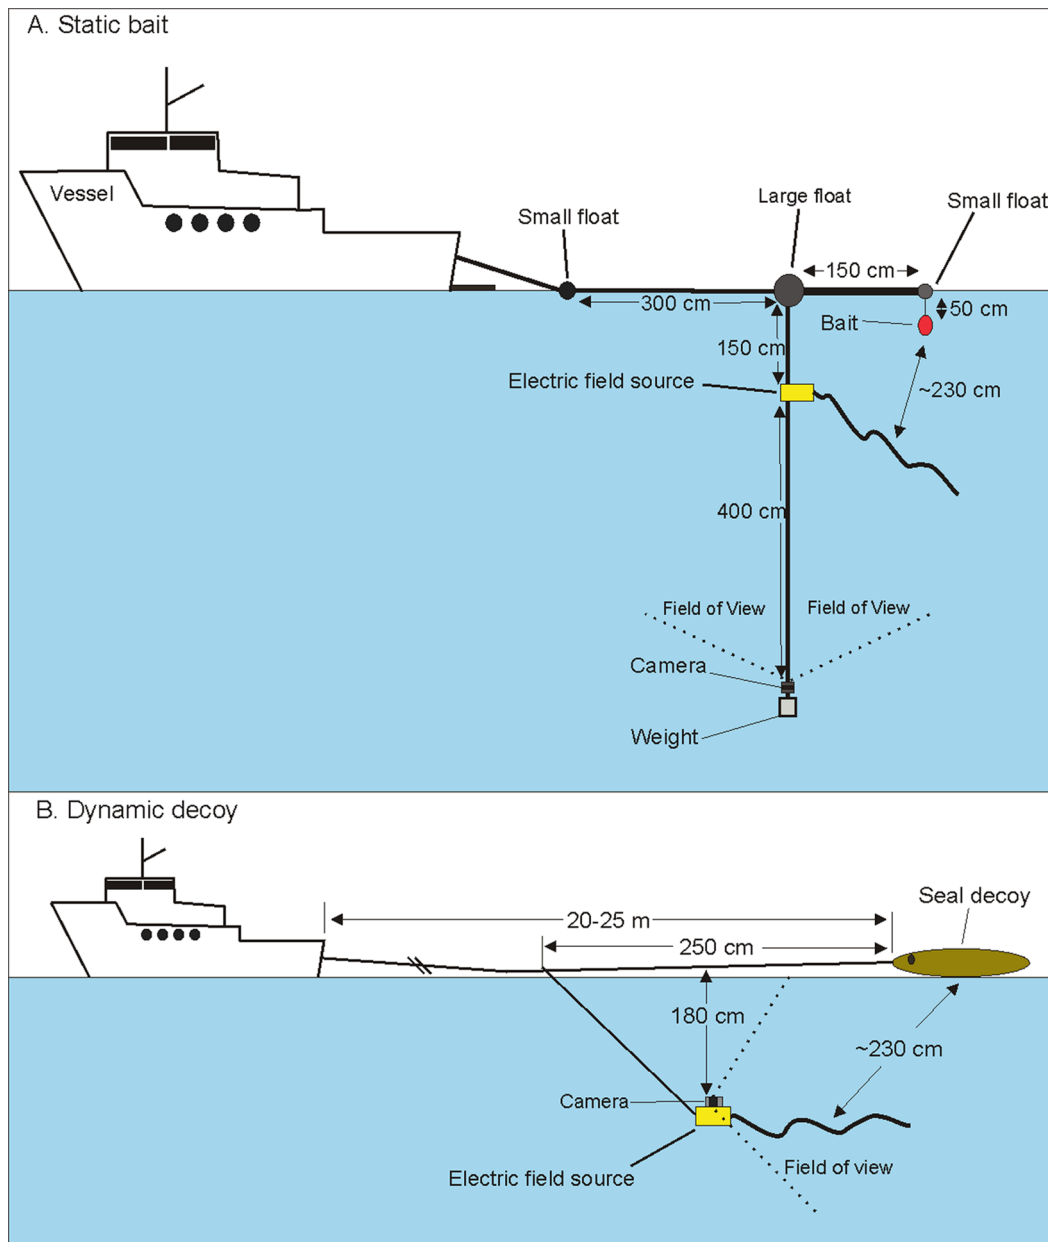 A. Static bait
Vessel
Small float
Large float
Small float
150 cm
300 cm
50 cm
Bait
150 cm
Electric field source
~230 cm
400 cm
Field of View
Field of View
Camera
Weight
B. Dynamic decoy
Seal decoy
20-25 m
250 cm
180 cm
~230 cm
Camera
Field of view
Electric field source